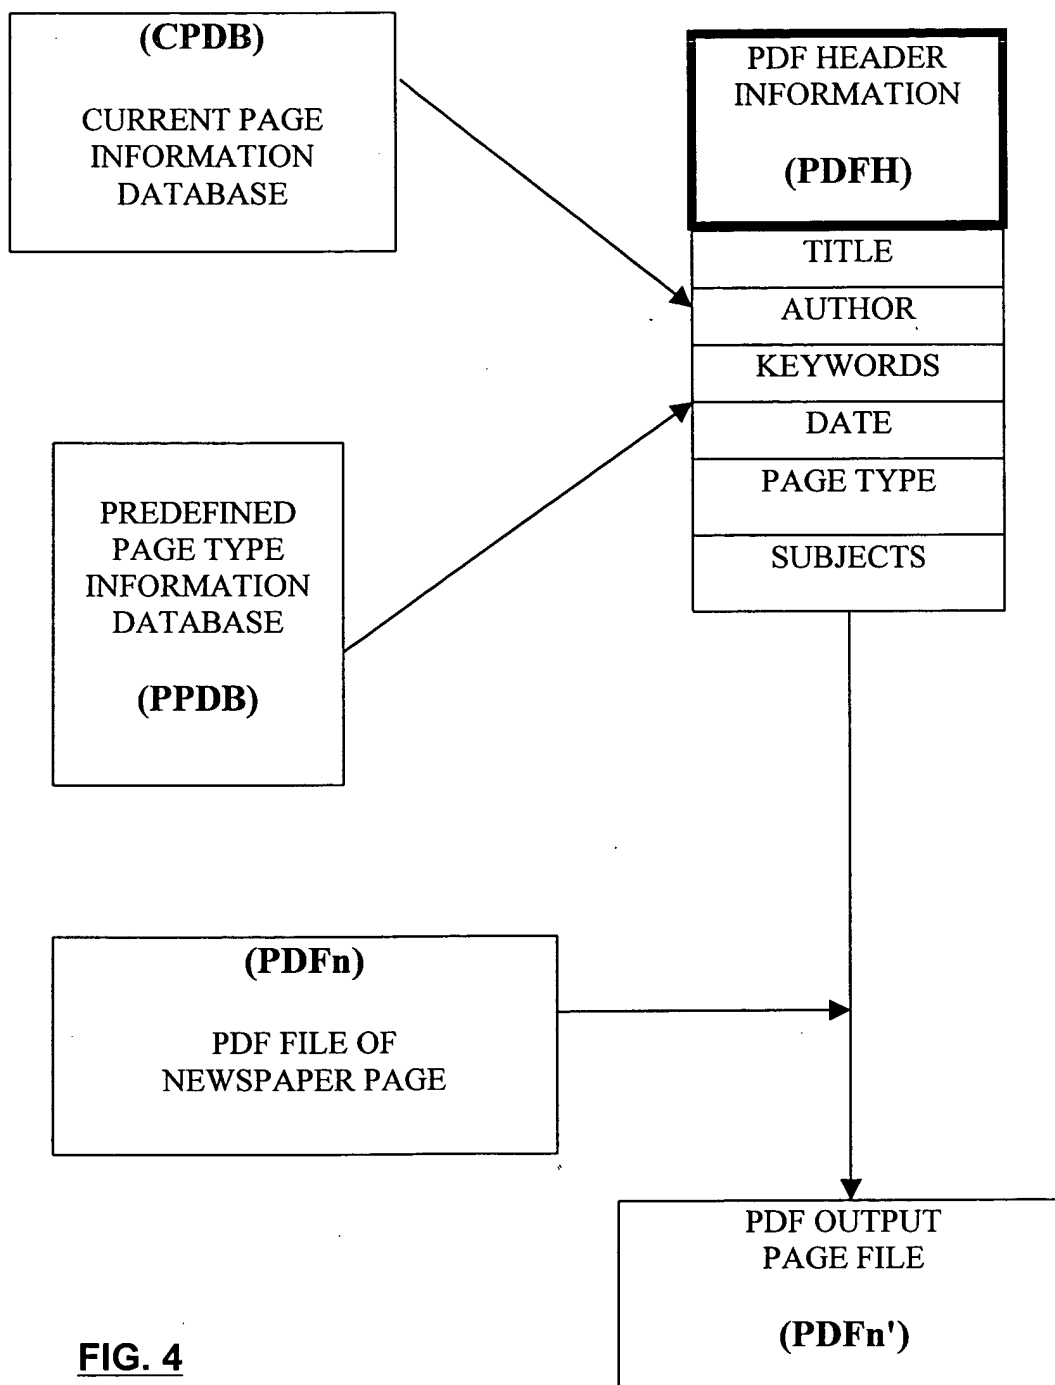 (CPDB)
CURRENT PAGE
INFORMATION
DATABASE
PDF HEADER
INFORMATION
(PDFH)
TITLE
AUTHOR
KEYWORDS
DATE
PAGE TYPE
SUBJECTS
PREDEFINED
PAGE TYPE
INFORMATION
DATABASE
(PPDB)
(PDFn)
PDF FILE OF
NEWSPAPER PAGE
PDF OUTPUT
PAGE FILE
(PDFn')
FIG. 4